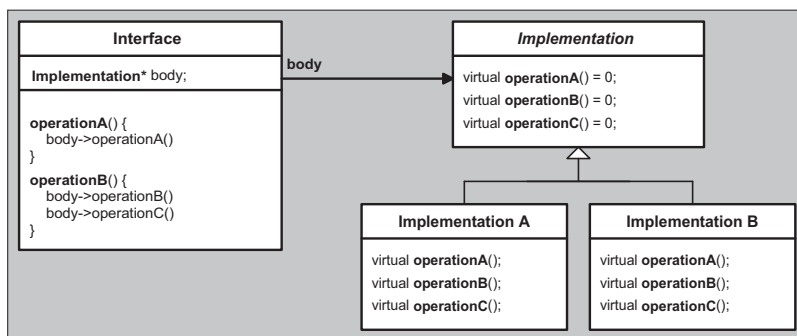 Interface
Implementation* body;
operationA() {
body->operationA()
}
operationB() {
body->operationB()
body->operationC()
}
body
Implementation
virtual operationA() = 0;
virtual operationB() = 0;
virtual operationC() = 0;
Implementation A
virtual operationA();
virtual operationB();
virtual operationC();
Implementation B
virtual operationA();
virtual operationB();
virtual operationC();